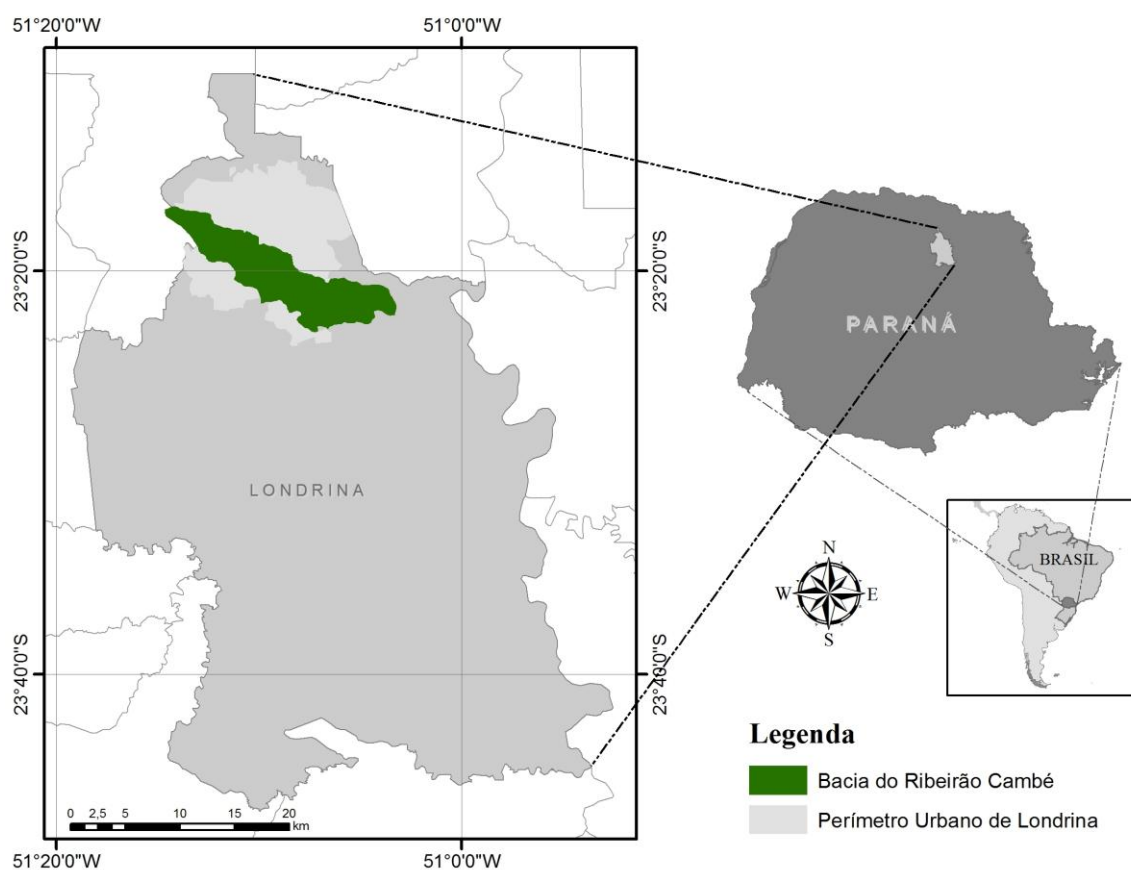 51°20'0"W
51°0'0"W
23°20'0"S
23°20'0"S
PARANÁ
LONDRINA
BRASIL
N
W
E
S
23°40'0"S
23°40'0"S
Legenda
Bacia do Ribeirão Cambé
Perímetro Urbano de Londrina
0 2,5 5 10 15 20
km
51°20'0"W
51°0'0"W